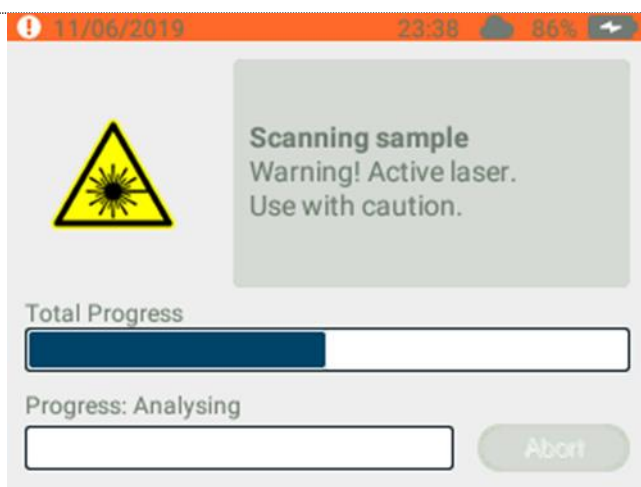 11/06/2019 23:38 86%
Scanning sample
Warning! Active laser.
Use with caution.
Total Progress
Progress: Analysing
Abort